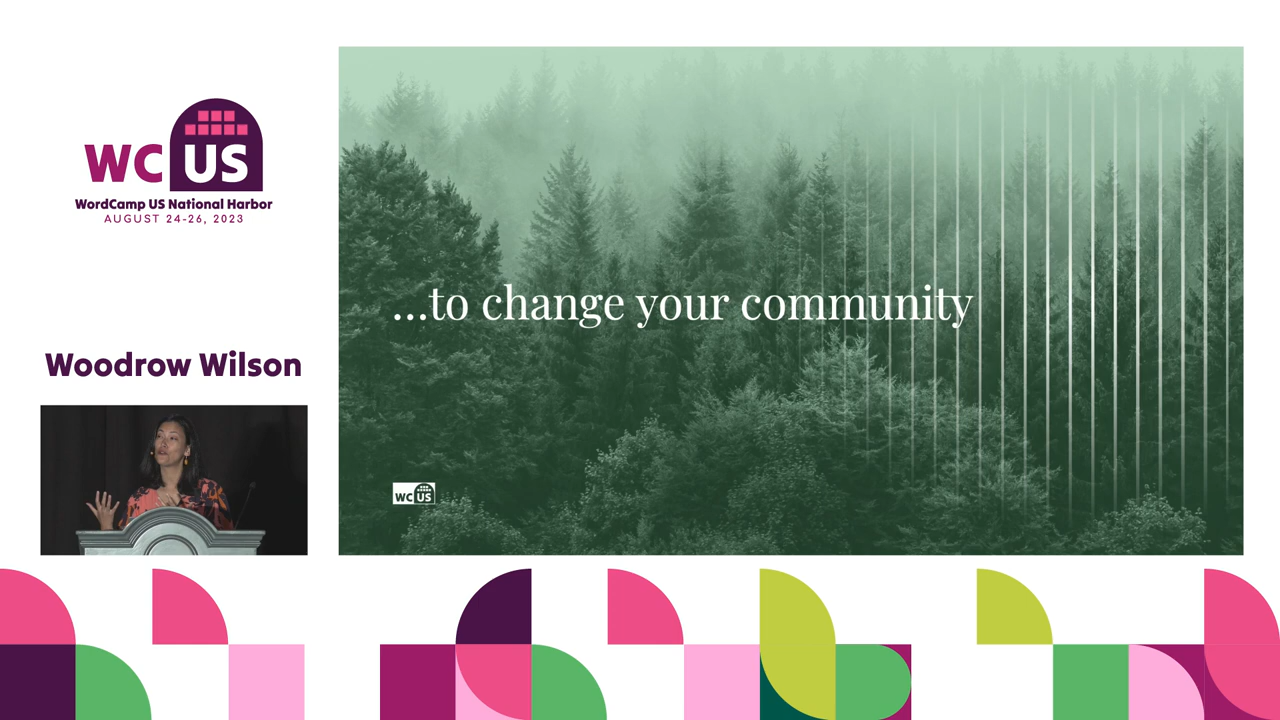 WC US
WordCamp US National Harbor
AUGUST 24-26, 2023
...to change your community
Woodrow Wilson
WC US